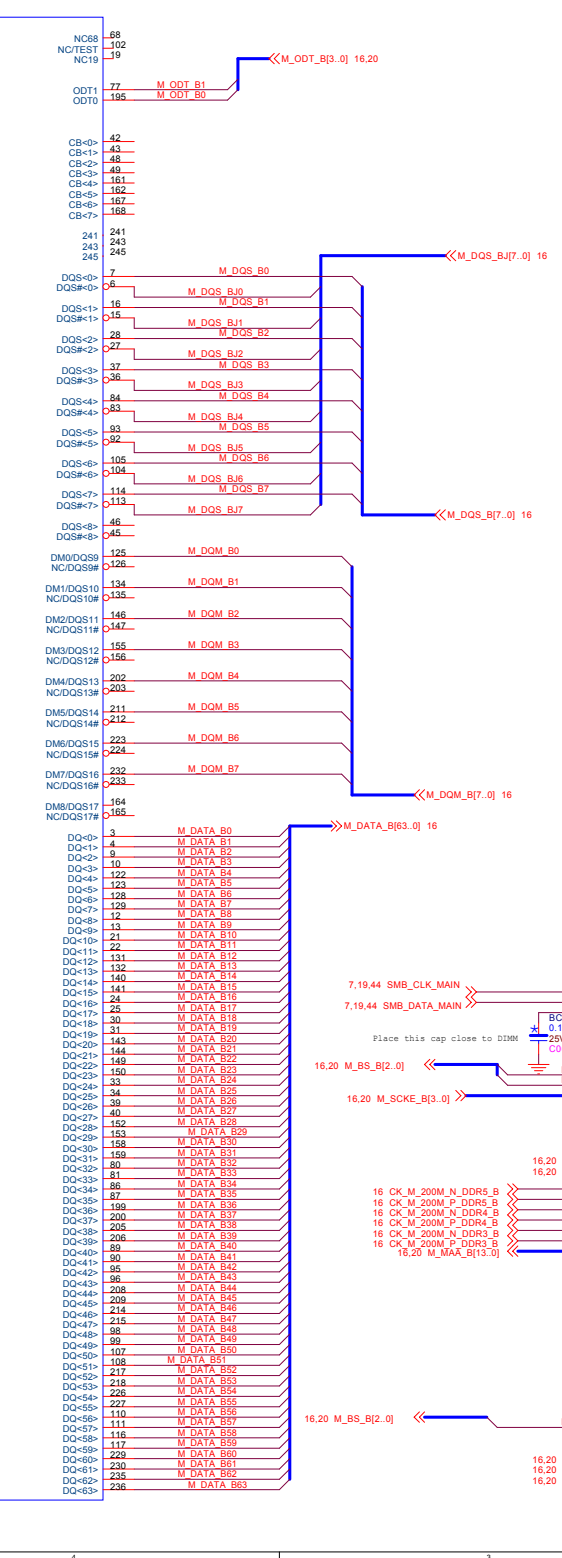 NC68 68
NC/TEST 102
NC19 19
M_ODT_B[3..0] 16,20
ODT1 77 M_ODT_B1
ODT0 195 M_ODT_B0
CB<0> 42
CB<1> 43
CB<2> 48
CB<3> 49
CB<4> 161
CB<5> 162
CB<6> 167
CB<7> 168
241 241
243 243
245 245
M_DQS_BJ[7..0] 16
DQS<0> 7 M_DQS_B0
DQS#<0> 6 M_DQS_BJ0
DQS<1> 16 M_DQS_B1
DQS#<1> 15 M_DQS_BJ1
DQS<2> 28 M_DQS_B2
DQS#<2> 27 M_DQS_BJ2
DQS<3> 37 M_DQS_B3
DQS#<3> 36 M_DQS_BJ3
DQS<4> 84 M_DQS_B4
DQS#<4> 83 M_DQS_BJ4
DQS<5> 93 M_DQS_B5
DQS#<5> 92 M_DQS_BJ5
DQS<6> 105 M_DQS_B6
DQS#<6> 104 M_DQS_BJ6
DQS<7> 114 M_DQS_B7
DQS#<7> 113 M_DQS_BJ7
M_DQS_B[7..0] 16
DQS<8> 46
DQS#<8> 45
DM0/DQS9 125 M_DQM_B0
NC/DQS9# 126
DM1/DQS10 134 M_DQM_B1
NC/DQS10# 135
DM2/DQS11 146 M_DQM_B2
NC/DQS11# 147
DM3/DQS12 155 M_DQM_B3
NC/DQS12# 156
DM4/DQS13 202 M_DQM_B4
NC/DQS13# 203
DM5/DQS14 211 M_DQM_B5
NC/DQS14# 212
DM6/DQS15 223 M_DQM_B6
NC/DQS15# 224
DM7/DQS16 232 M_DQM_B7
NC/DQS16# 233
M_DQM_B[7..0] 16
DM8/DQS17 164
NC/DQS17# 165
M_DATA_B[63..0] 16
DQ<0> 3 M_DATA_B0
DQ<1> 4 M_DATA_B1
DQ<2> 9 M_DATA_B2
DQ<3> 10 M_DATA_B3
DQ<4> 122 M_DATA_B4
DQ<5> 123 M_DATA_B5
DQ<6> 128 M_DATA_B6
DQ<7> 129 M_DATA_B7
DQ<8> 12 M_DATA_B8
DQ<9> 13 M_DATA_B9
DQ<10> 21 M_DATA_B10
DQ<11> 22 M_DATA_B11
DQ<12> 131 M_DATA_B12
DQ<13> 132 M_DATA_B13
DQ<14> 140 M_DATA_B14
DQ<15> 141 M_DATA_B15
DQ<16> 24 M_DATA_B16
DQ<17> 25 M_DATA_B17
DQ<18> 30 M_DATA_B18
DQ<19> 31 M_DATA_B19
DQ<20> 143 M_DATA_B20
DQ<21> 144 M_DATA_B21
DQ<22> 149 M_DATA_B22
DQ<23> 150 M_DATA_B23
DQ<24> 33 M_DATA_B24
DQ<25> 34 M_DATA_B25
DQ<26> 39 M_DATA_B26
DQ<27> 40 M_DATA_B27
DQ<28> 152 M_DATA_B28
DQ<29> 153 M_DATA_B29
DQ<30> 158 M_DATA_B30
DQ<31> 159 M_DATA_B31
DQ<32> 80 M_DATA_B32
DQ<33> 81 M_DATA_B33
DQ<34> 86 M_DATA_B34
DQ<35> 87 M_DATA_B35
DQ<36> 199 M_DATA_B36
DQ<37> 200 M_DATA_B37
DQ<38> 205 M_DATA_B38
DQ<39> 206 M_DATA_B39
DQ<40> 89 M_DATA_B40
DQ<41> 90 M_DATA_B41
DQ<42> 95 M_DATA_B42
DQ<43> 96 M_DATA_B43
DQ<44> 208 M_DATA_B44
DQ<45> 209 M_DATA_B45
DQ<46> 214 M_DATA_B46
DQ<47> 215 M_DATA_B47
DQ<48> 98 M_DATA_B48
DQ<49> 99 M_DATA_B49
DQ<50> 107 M_DATA_B50
DQ<51> 108 M_DATA_B51
DQ<52> 217 M_DATA_B52
DQ<53> 218 M_DATA_B53
DQ<54> 226 M_DATA_B54
DQ<55> 227 M_DATA_B55
DQ<56> 110 M_DATA_B56
DQ<57> 111 M_DATA_B57
DQ<58> 116 M_DATA_B58
DQ<59> 117 M_DATA_B59
DQ<60> 229 M_DATA_B60
DQ<61> 230 M_DATA_B61
DQ<62> 235 M_DATA_B62
DQ<63> 236 M_DATA_B63
7,19,44 SMB_CLK_MAIN
7,19,44 SMB_DATA_MAIN
BC
0.1
Place this cap close to DIMM
25V
C0
16,20 M_BS_B[2..0]
16,20 M_SCKE_B[3..0]
16,20
16,20
16 CK_M_200M_N_DDR5_B
16 CK_M_200M_P_DDR5_B
16 CK_M_200M_N_DDR4_B
16 CK_M_200M_P_DDR4_B
16 CK_M_200M_N_DDR3_B
16 CK_M_200M_P_DDR3_B
16,20 M_MAA_B[13..0]
16,20 M_BS_B[2..0]
16,20
16,20
16,20